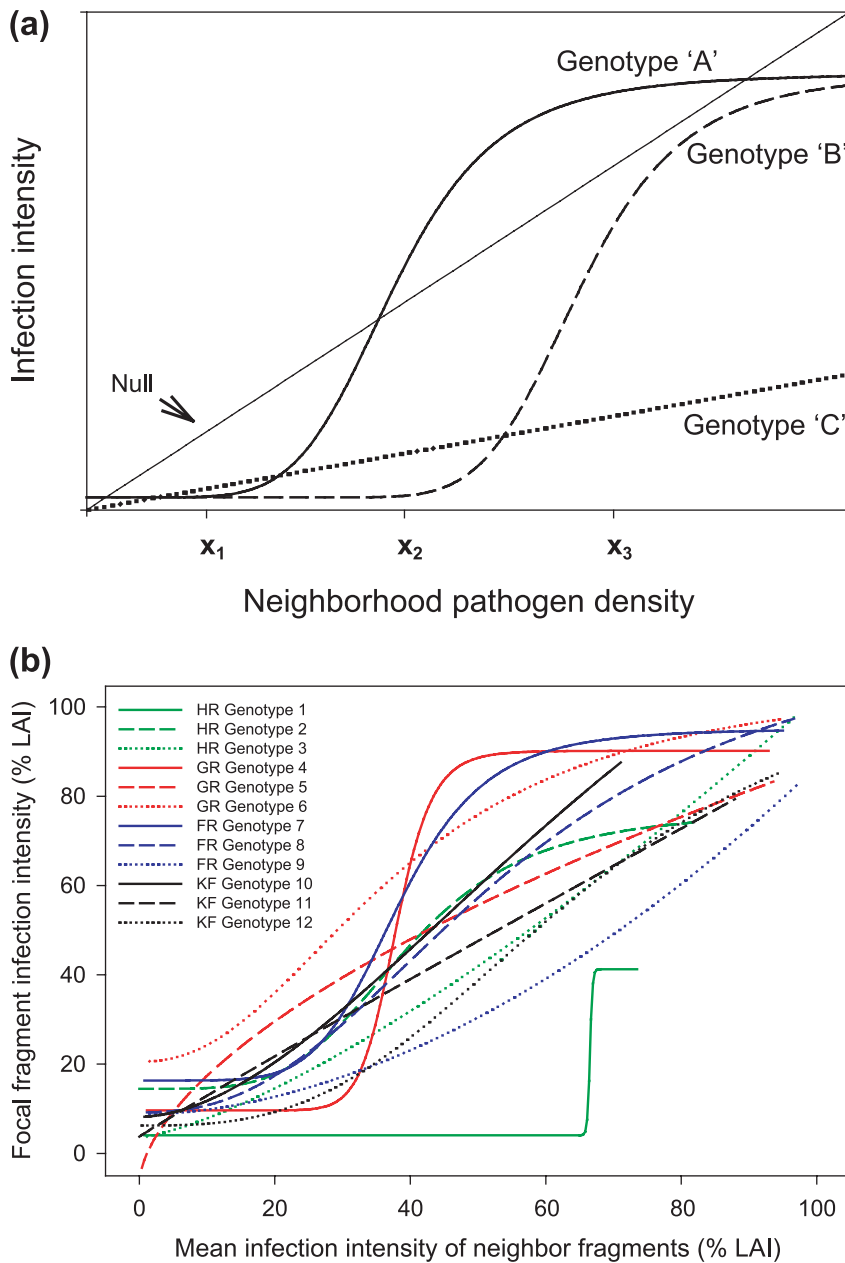 (a)
Infection intensity
Genotype 'A'
Genotype 'B'
Genotype 'C'
Null
x1 x2 x3
Neighborhood pathogen density
(b)
Focal fragment infection intensity (% LAI)
100
80
60
40
20
0
HR Genotype 1
HR Genotype 2
HR Genotype 3
GR Genotype 4
GR Genotype 5
GR Genotype 6
FR Genotype 7
FR Genotype 8
FR Genotype 9
KF Genotype 10
KF Genotype 11
KF Genotype 12
0 20 40 60 80 100
Mean infection intensity of neighbor fragments (% LAI)